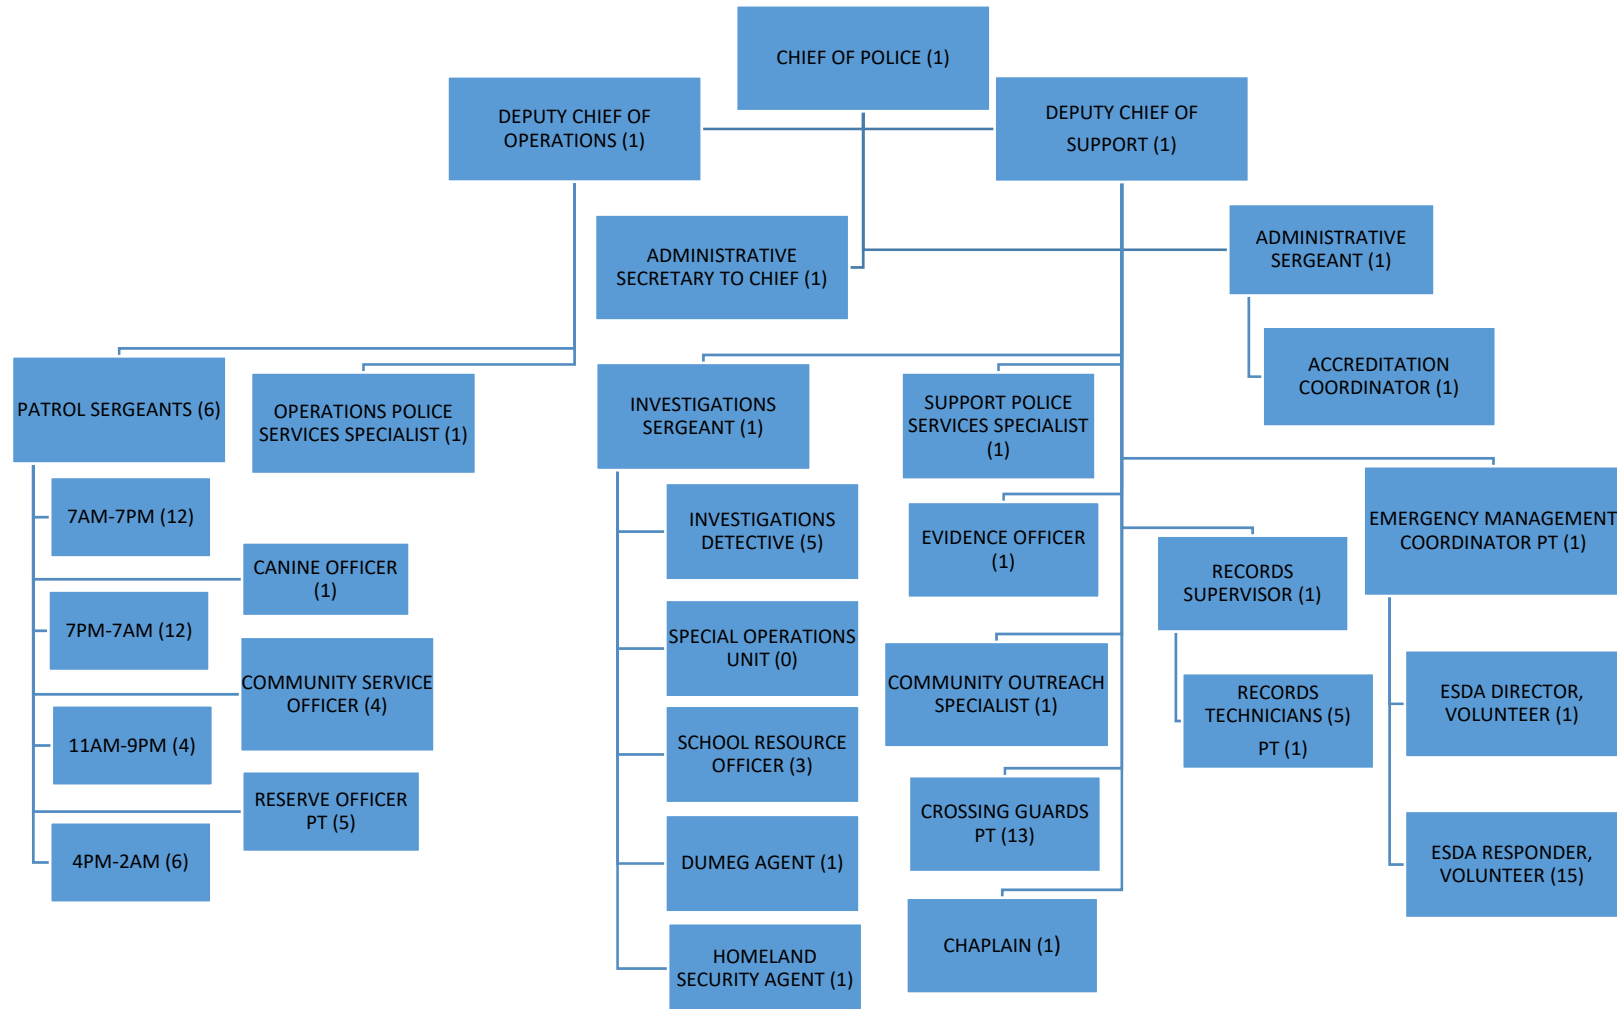 CHIEF OF POLICE (1)
DEPUTY CHIEF OF
OPERATIONS (1)
DEPUTY CHIEF OF
SUPPORT (1)
ADMINISTRATIVE
SECRETARY TO CHIEF (1)
ADMINISTRATIVE
SERGEANT (1)
ACCREDITATION
COORDINATOR (1)
PATROL SERGEANTS (6)
OPERATIONS POLICE
SERVICES SPECIALIST (1)
7AM-7PM (12)
CANINE OFFICER
(1)
7PM-7AM (12)
COMMUNITY SERVICE
OFFICER (4)
11AM-9PM (4)
RESERVE OFFICER
PT (5)
4PM-2AM (6)
INVESTIGATIONS
SERGEANT (1)
INVESTIGATIONS
DETECTIVE (5)
SPECIAL OPERATIONS
UNIT (0)
SCHOOL RESOURCE
OFFICER (3)
DUMEG AGENT (1)
HOMELAND
SECURITY AGENT (1)
SUPPORT POLICE
SERVICES SPECIALIST
(1)
EVIDENCE OFFICER
(1)
COMMUNITY OUTREACH
SPECIALIST (1)
CROSSING GUARDS
PT (13)
CHAPLAIN (1)
RECORDS
SUPERVISOR (1)
RECORDS
TECHNICIANS (5)
PT (1)
EMERGENCY MANAGEMENT
COORDINATOR PT (1)
ESDA DIRECTOR,
VOLUNTEER (1)
ESDA RESPONDER,
VOLUNTEER (15)